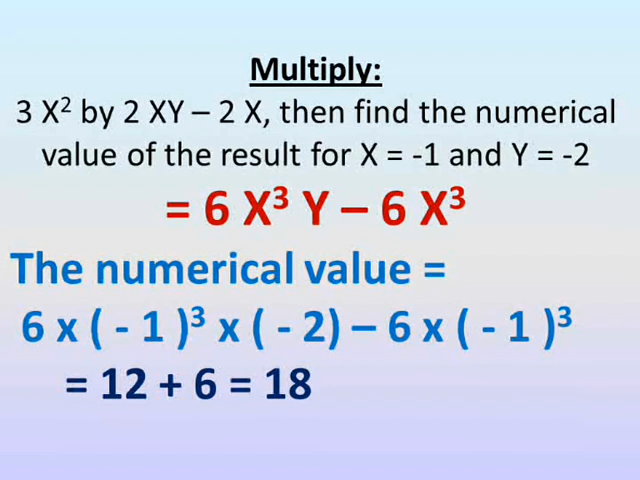 Multiply:
3 X² by 2 XY – 2 X, then find the numerical
value of the result for X = -1 and Y = -2
= 6 X³ Y – 6 X³
The numerical value =
6 x ( - 1 )³ x ( - 2) – 6 x ( - 1 )³
= 12 + 6 = 18